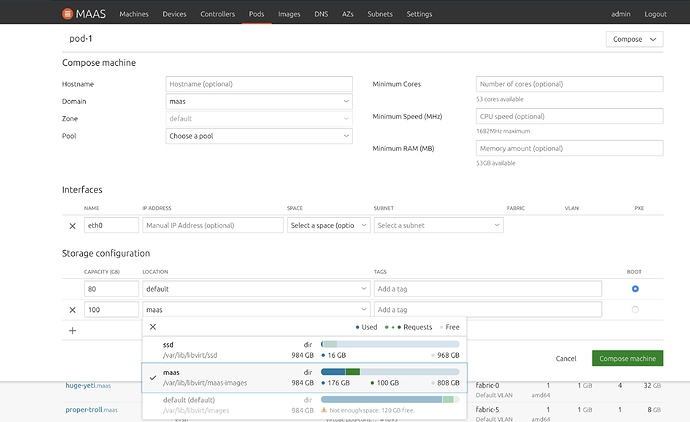 MAAS Machines Devices Controllers Pods Images DNS AZs Subnets Settings admin Logout
pod-1 Compose
Compose machine
Hostname Hostname (optional) Minimum Cores Number of cores (optional)
53 cores available
Domain maas
Minimum Speed (MHz) CPU speed (optional)
Zone default
1682MHz maximum
Pool Choose a pool
Minimum RAM (MB) Memory amount (optional)
53GB available
Interfaces
NAME IP ADDRESS SPACE SUBNET FABRIC VLAN PXE
eth0 Manual IP Address (optional) Select a space (optio Select a subnet
Storage configuration
CAPACITY (GB) LOCATION TAGS BOOT
80 default Add a tag
100 maas Add a tag
Used Requests Free
ssd dir
/var/lib/libvirt/ssd 984 GB 16 GB 968 GB
maas dir
/var/lib/libvirt/maas-images 984 GB 176 GB 100 GB 808 GB
default (default) dir
/var/lib/libvirt/images 984 GB Not enough space. 120 GB free.
Cancel Compose machine
huge-yeti.maas fabric-0 1 1 GiB 4 32 GB
Default VLAN amd64
proper-troll.maas fabric-5 1 1 GiB 1 8 GB
Default VLAN amd64